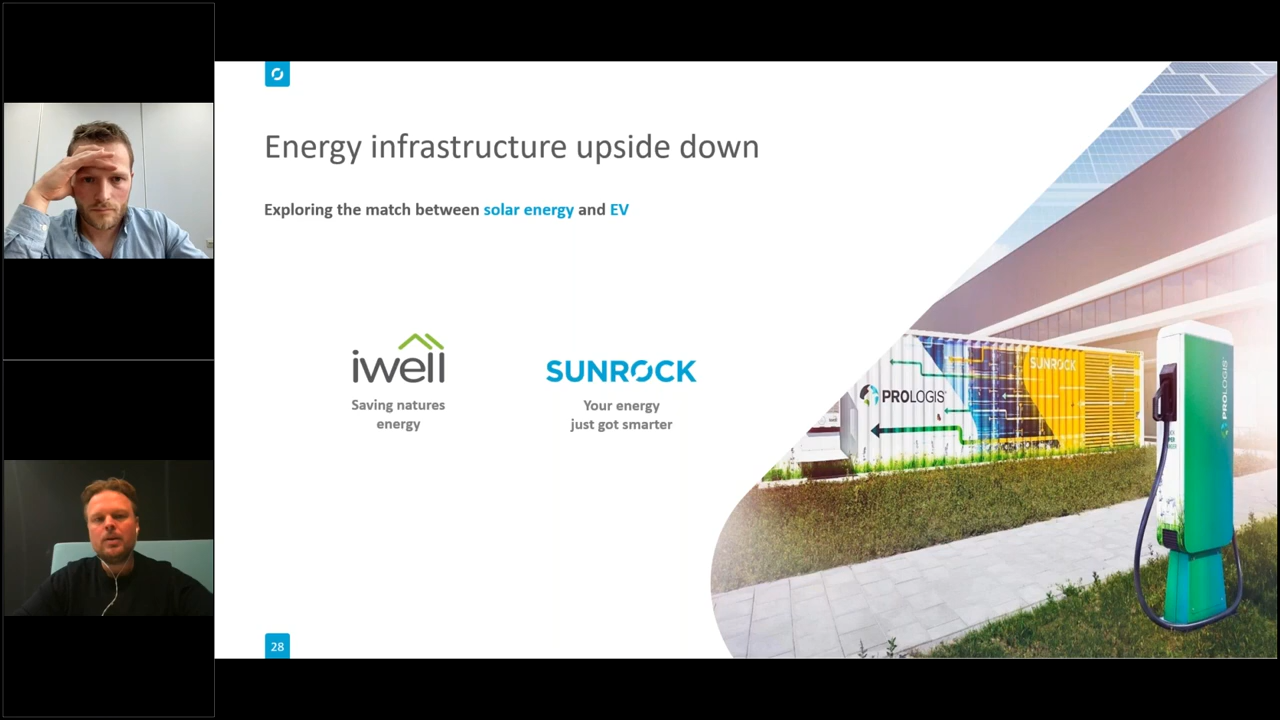 Energy infrastructure upside down
Exploring the match between solar energy and EV
iwell
SUNROCK
Saving natures
energy
Your energy
just got smarter
SUNROCK
PROLOGIS
PROLOGIS
28